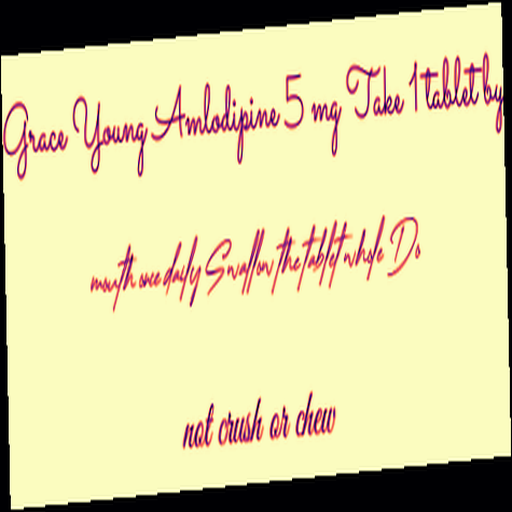 Grace Young Amlodipine 5 mg Take 1 tablet by
mouth once daily Swallow the tablet whole Do
not crush or chew